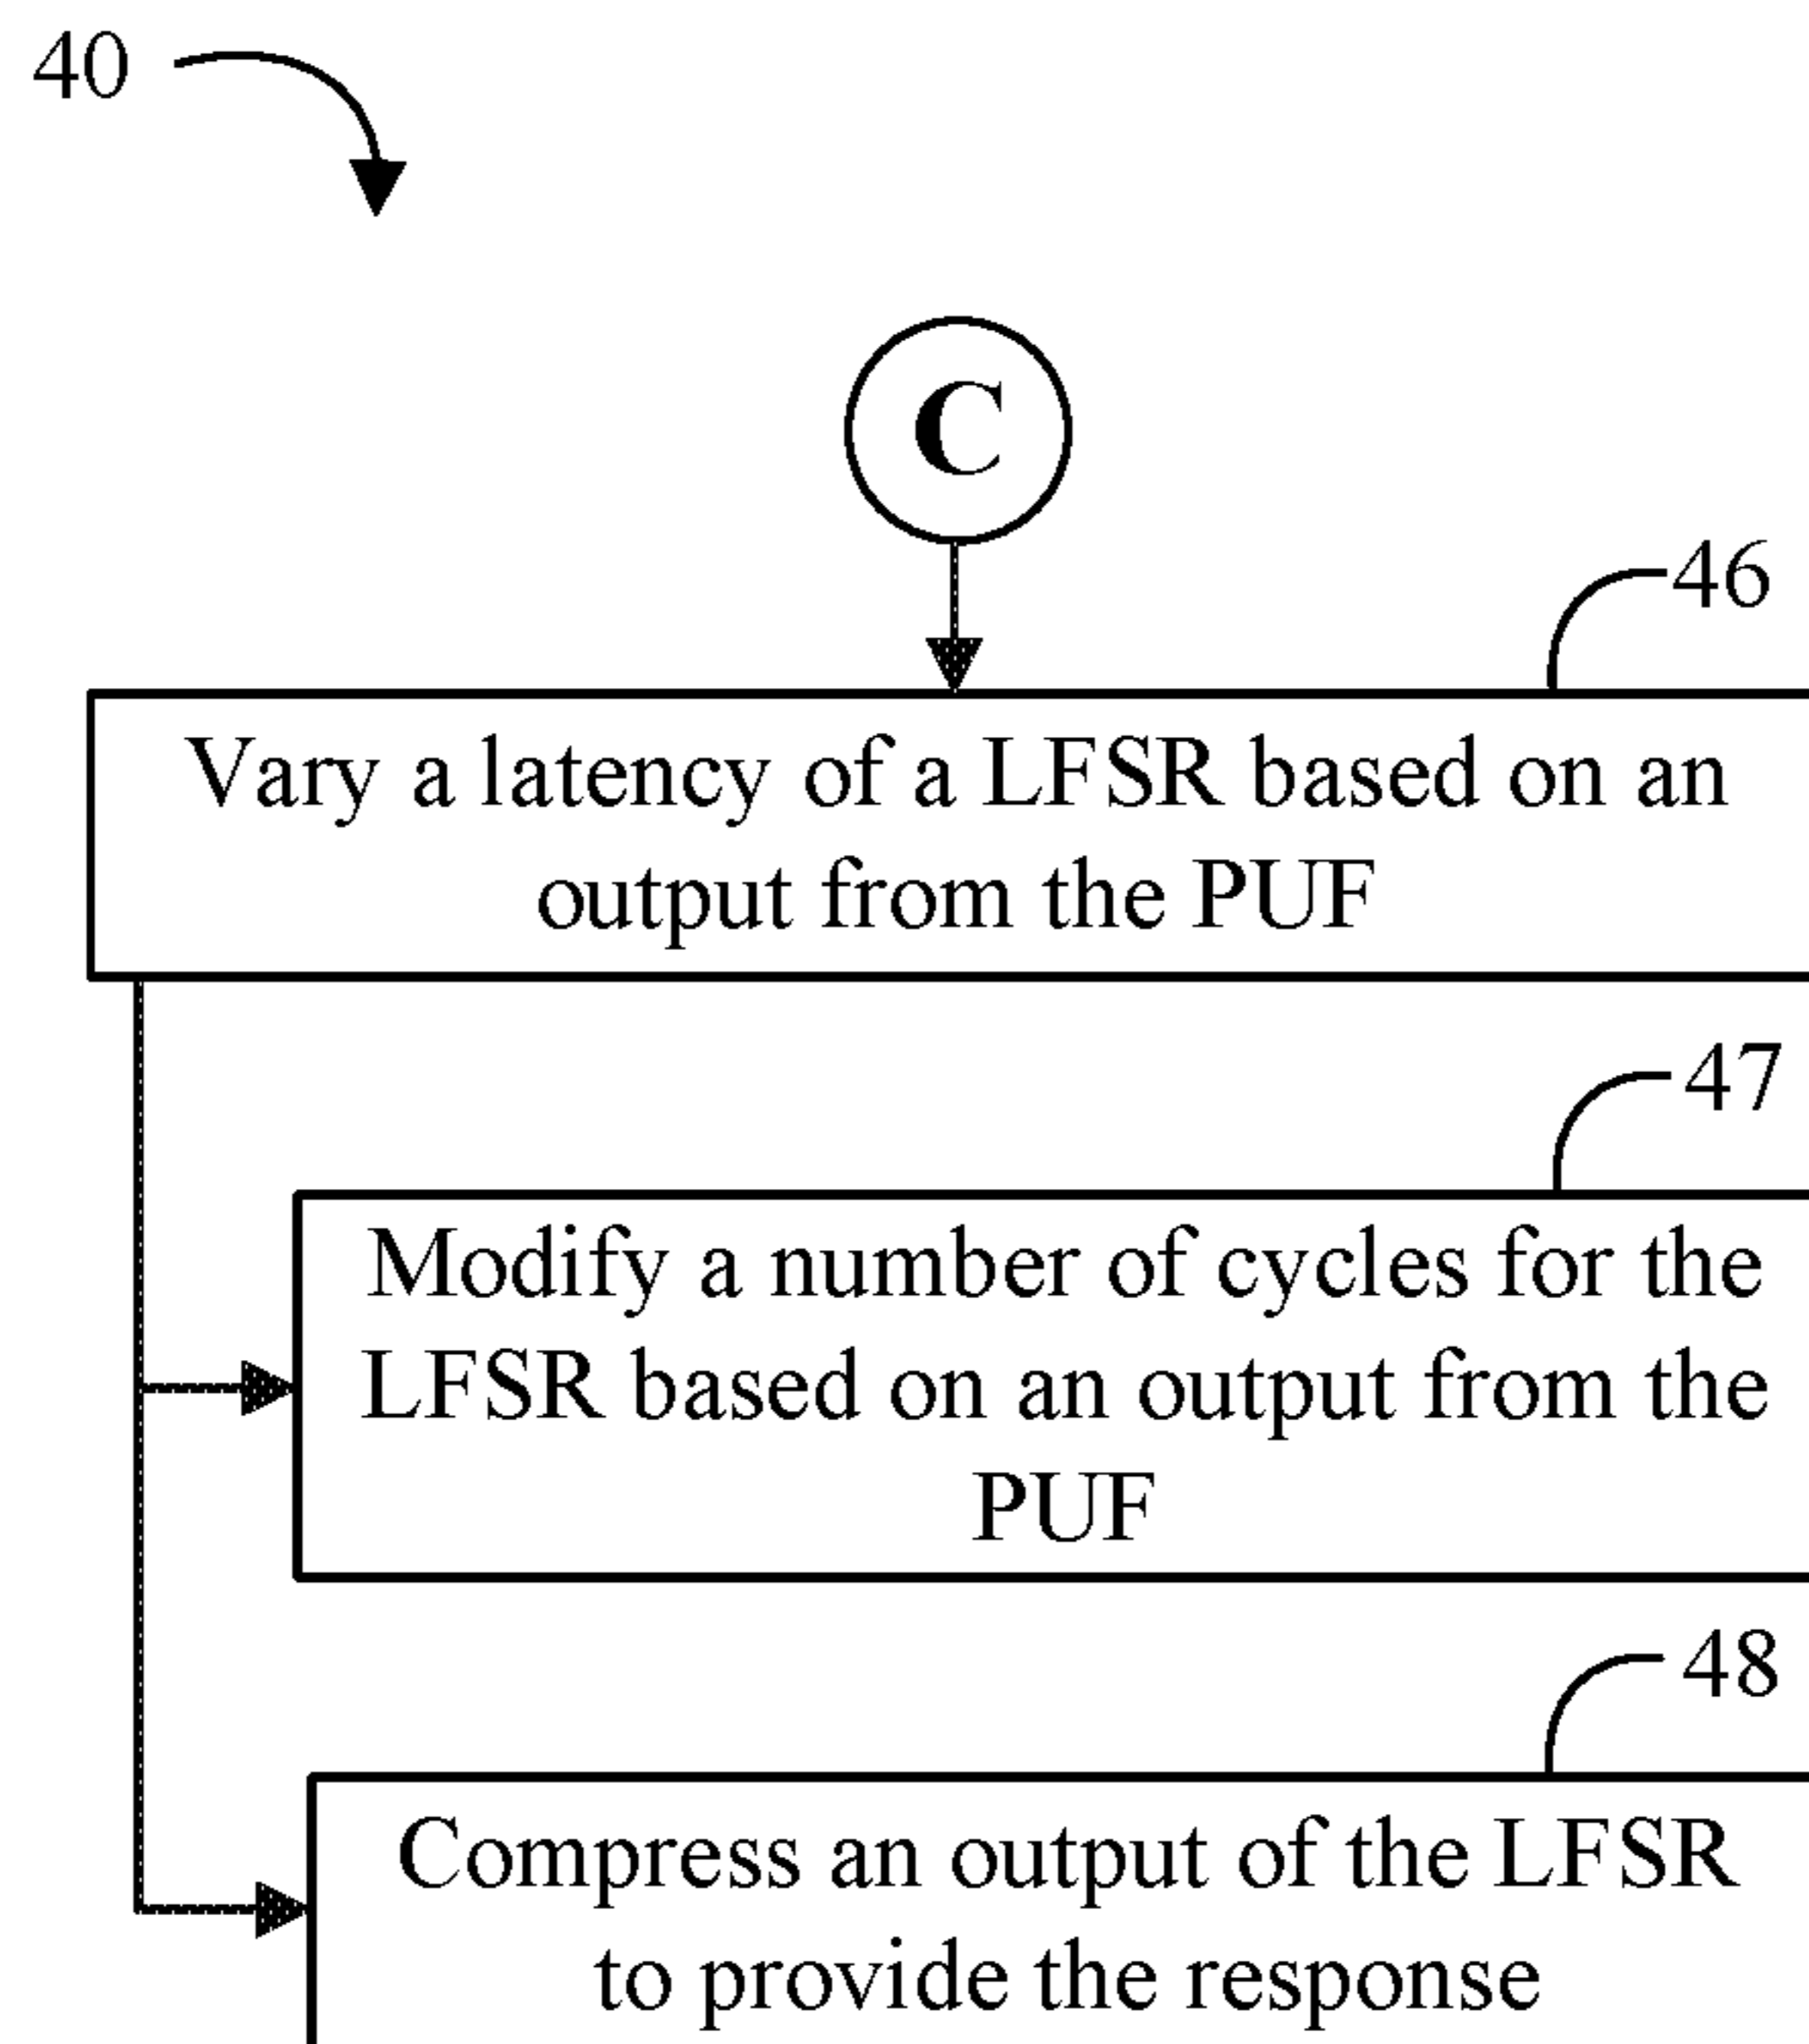 40
C
46
Vary a latency of a LFSR based on an
output from the PUF
47
Modify a number of cycles for the
LFSR based on an output from the
PUF
48
Compress an output of the LFSR
to provide the response